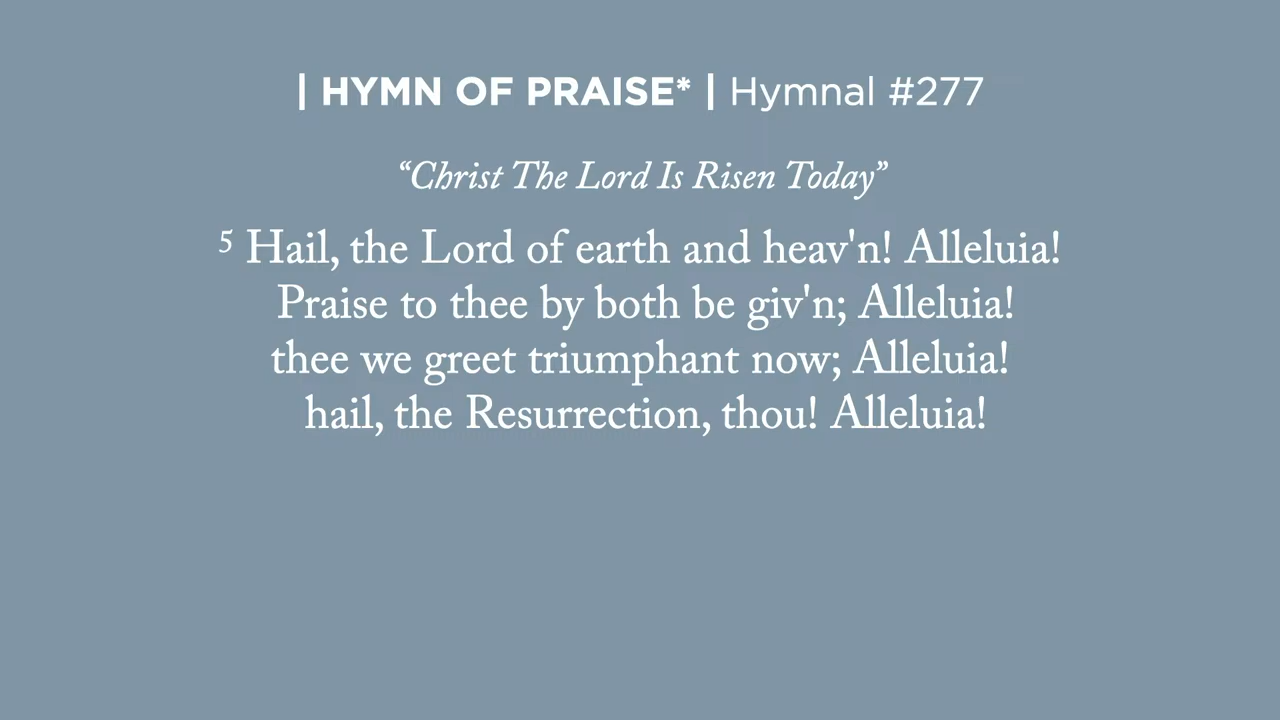 | HYMN OF PRAISE* | Hymnal #277
“Christ The Lord Is Risen Today”
5 Hail, the Lord of earth and heav'n! Alleluia!
Praise to thee by both be giv'n; Alleluia!
thee we greet triumphant now; Alleluia!
hail, the Resurrection, thou! Alleluia!